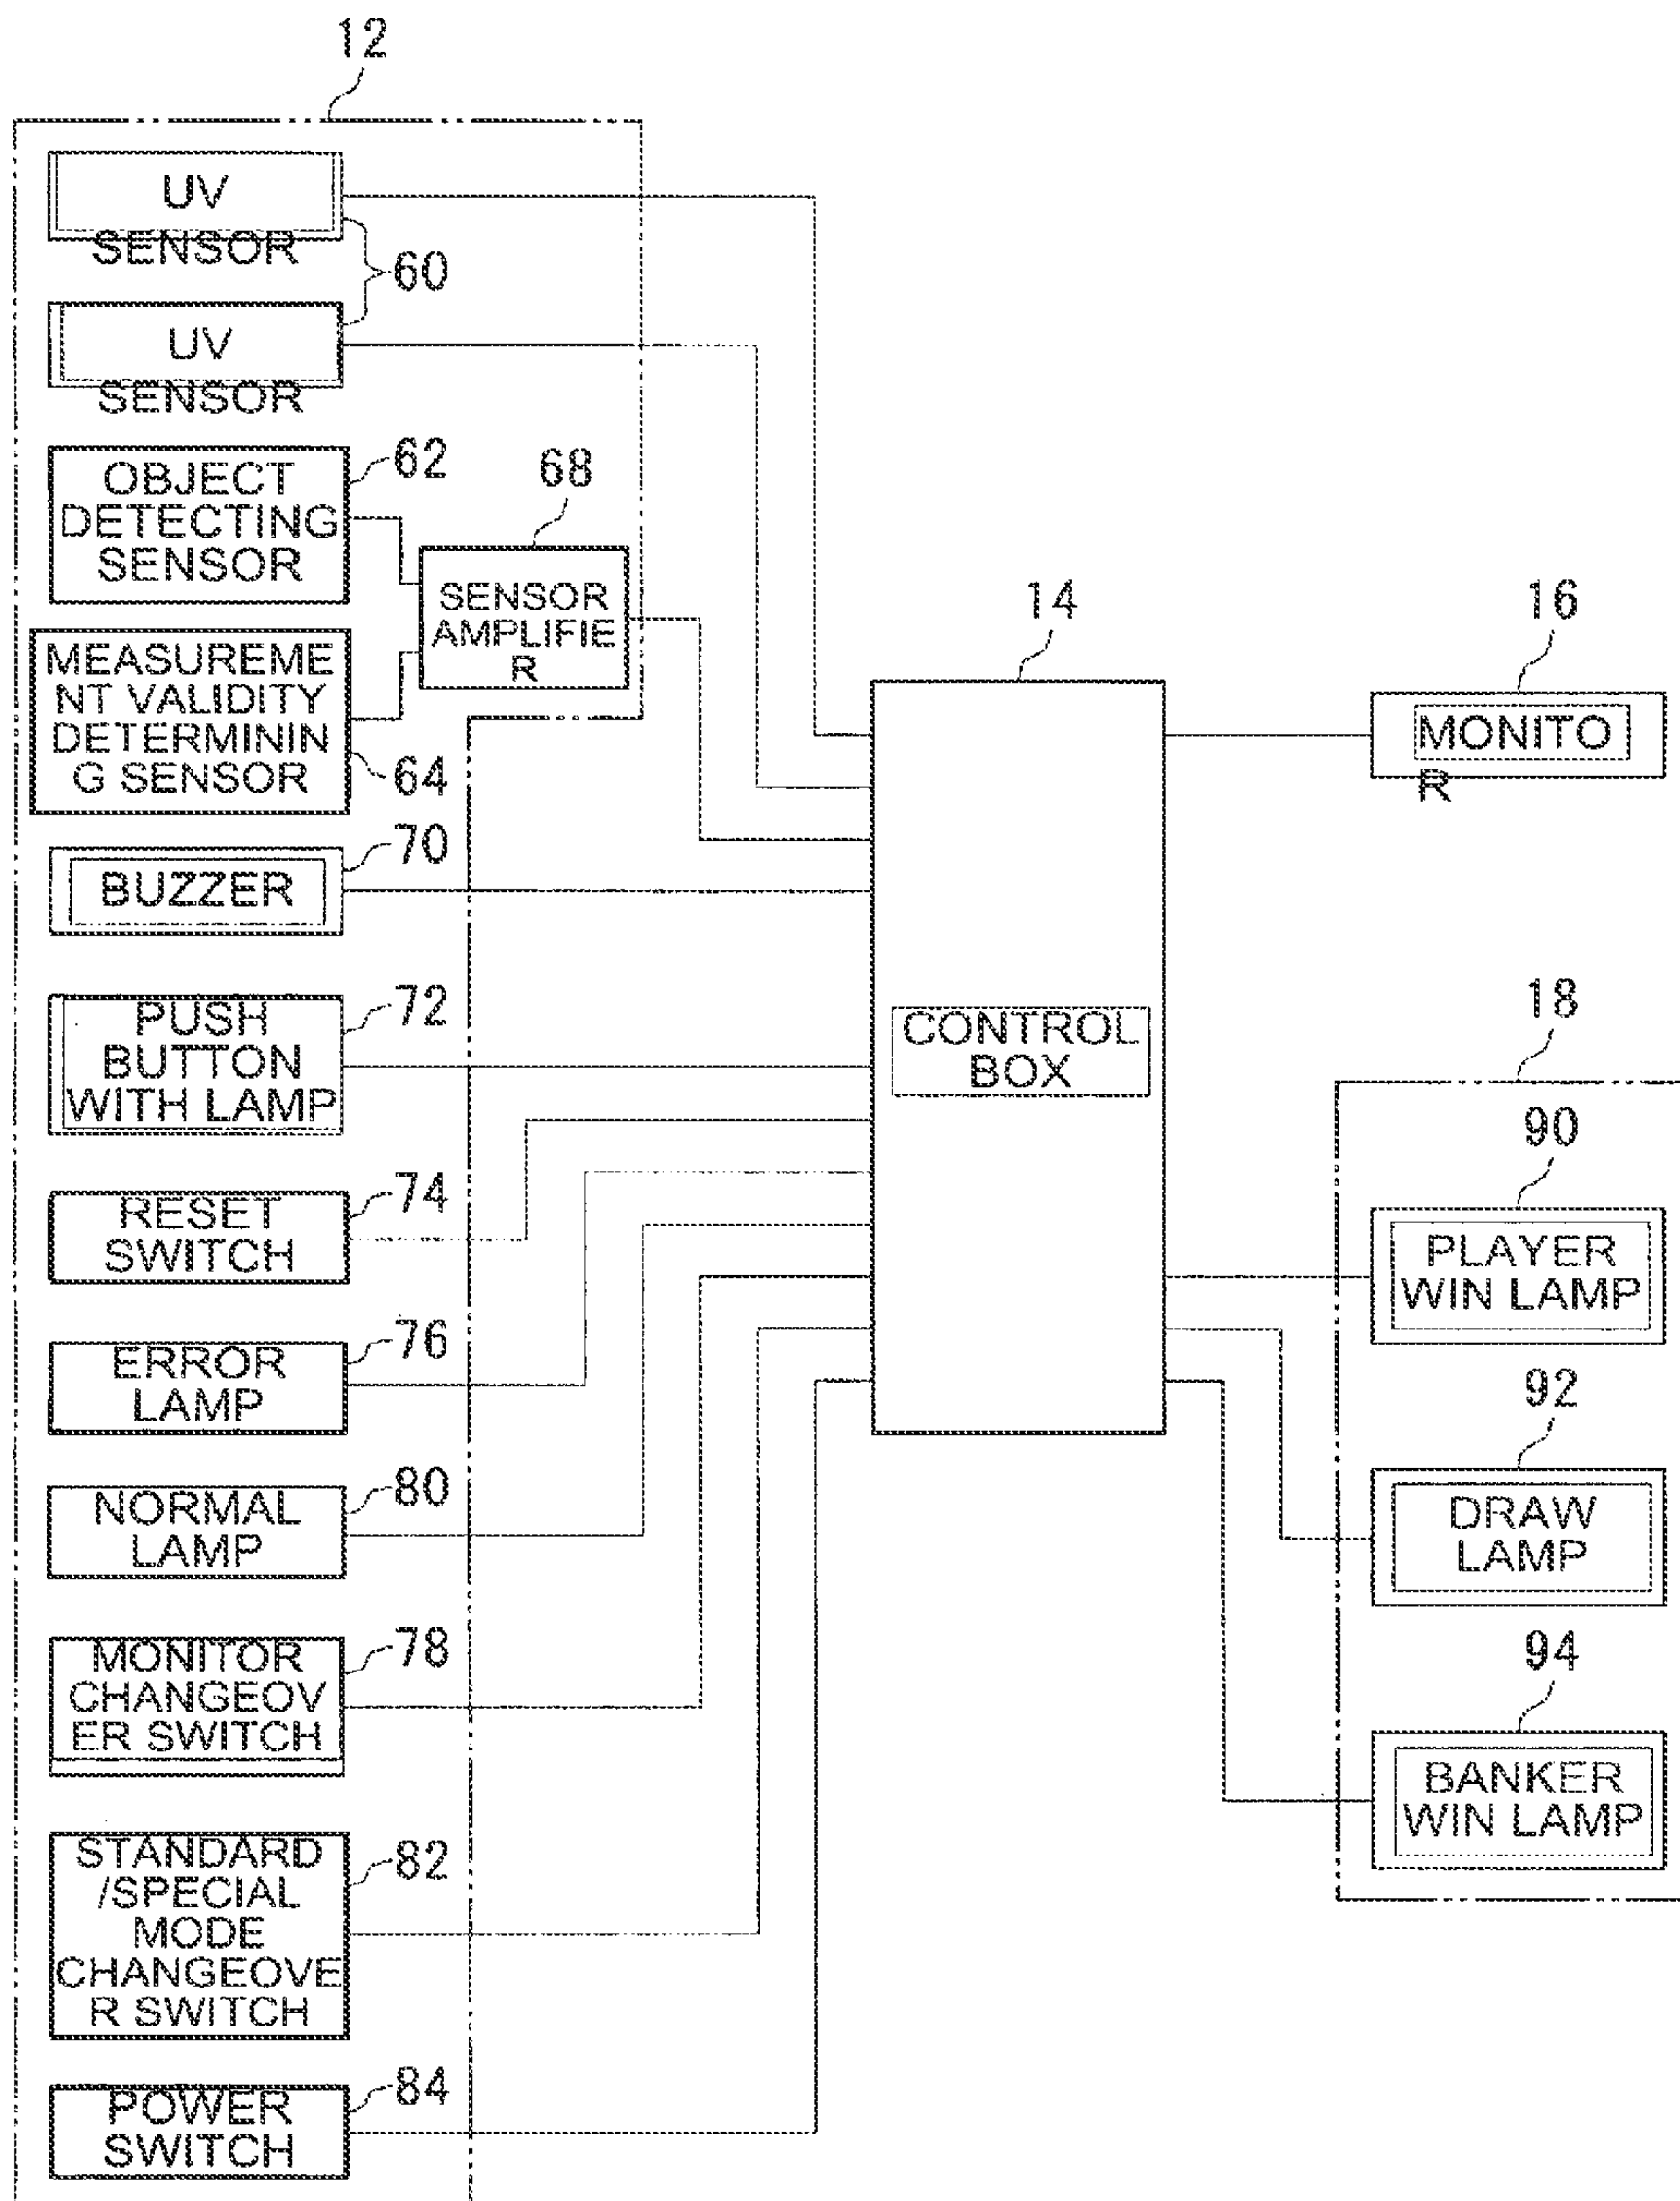 12
UV
SENSOR
60
UV
SENSOR
OBJECT
DETECTING
SENSOR
62
68
SENSOR
AMPLIFIE
R
MEASUREME
NT VALIDITY
DETERMININ
G SENSOR
64
BUZZER
70
PUSH
BUTTON
WITH LAMP
72
RESET
SWITCH
74
ERROR
LAMP
76
NORMAL
LAMP
80
MONITOR
CHANGEOV
ER SWITCH
78
STANDARD
/SPECIAL
MODE
CHANGEOVE
R SWITCH
82
POWER
SWITCH
84
14
CONTROL
BOX
16
MONITO
R
18
90
PLAYER
WIN LAMP
92
DRAW
LAMP
94
BANKER
WIN LAMP